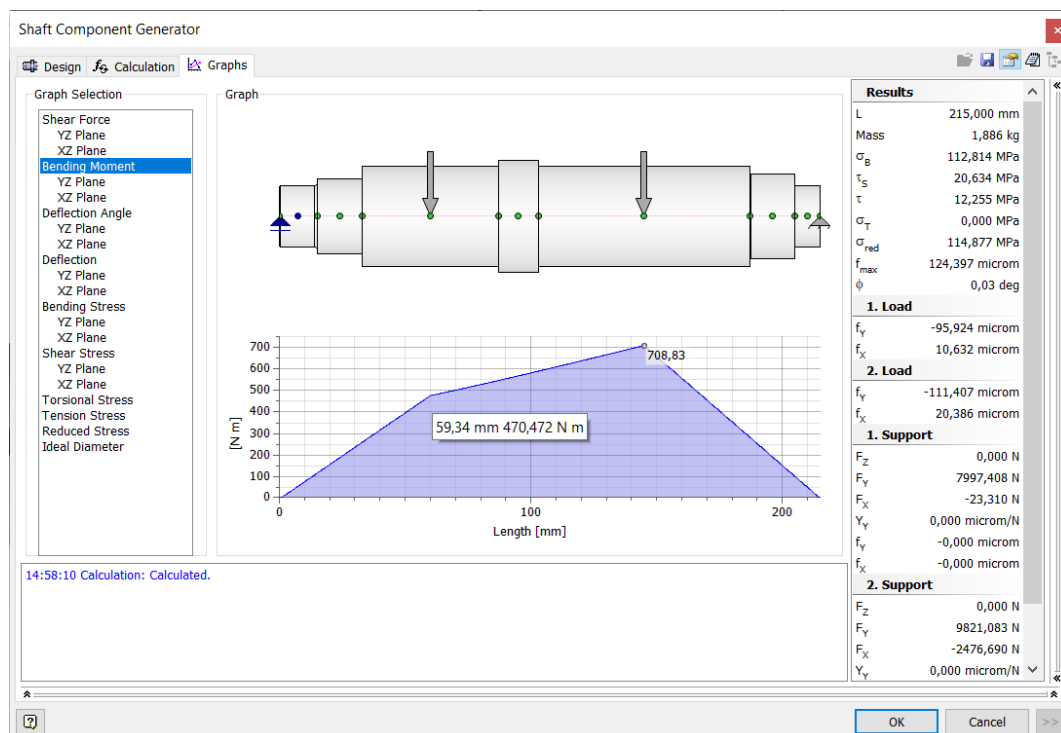 Shaft Component Generator
Design
Calculation
Graphs
Graph Selection
Shear Force
YZ Plane
XZ Plane
Bending Moment
YZ Plane
XZ Plane
Deflection Angle
YZ Plane
XZ Plane
Deflection
YZ Plane
XZ Plane
Bending Stress
YZ Plane
XZ Plane
Shear Stress
YZ Plane
XZ Plane
Torsional Stress
Tension Stress
Reduced Stress
Ideal Diameter
Graph
[N m]
700
600
500
400
300
200
100
0
708,83
59,34 mm 470,472 N m
0 100 200
Length [mm]
Results
L 215,000 mm
Mass 1,886 kg
σB 112,814 MPa
τS 20,634 MPa
τ 12,255 MPa
σT 0,000 MPa
σred 114,877 MPa
fmax 124,397 microm
ϕ 0,03 deg
1. Load
fY -95,924 microm
fX 10,632 microm
2. Load
fY -111,407 microm
fX 20,386 microm
1. Support
FZ 0,000 N
FY 7997,408 N
FX -23,310 N
YY 0,000 microm/N
fY -0,000 microm
fX -0,000 microm
2. Support
FZ 0,000 N
FY 9821,083 N
FX -2476,690 N
YY 0,000 microm/N
14:58:10 Calculation: Calculated.
OK
Cancel
>>